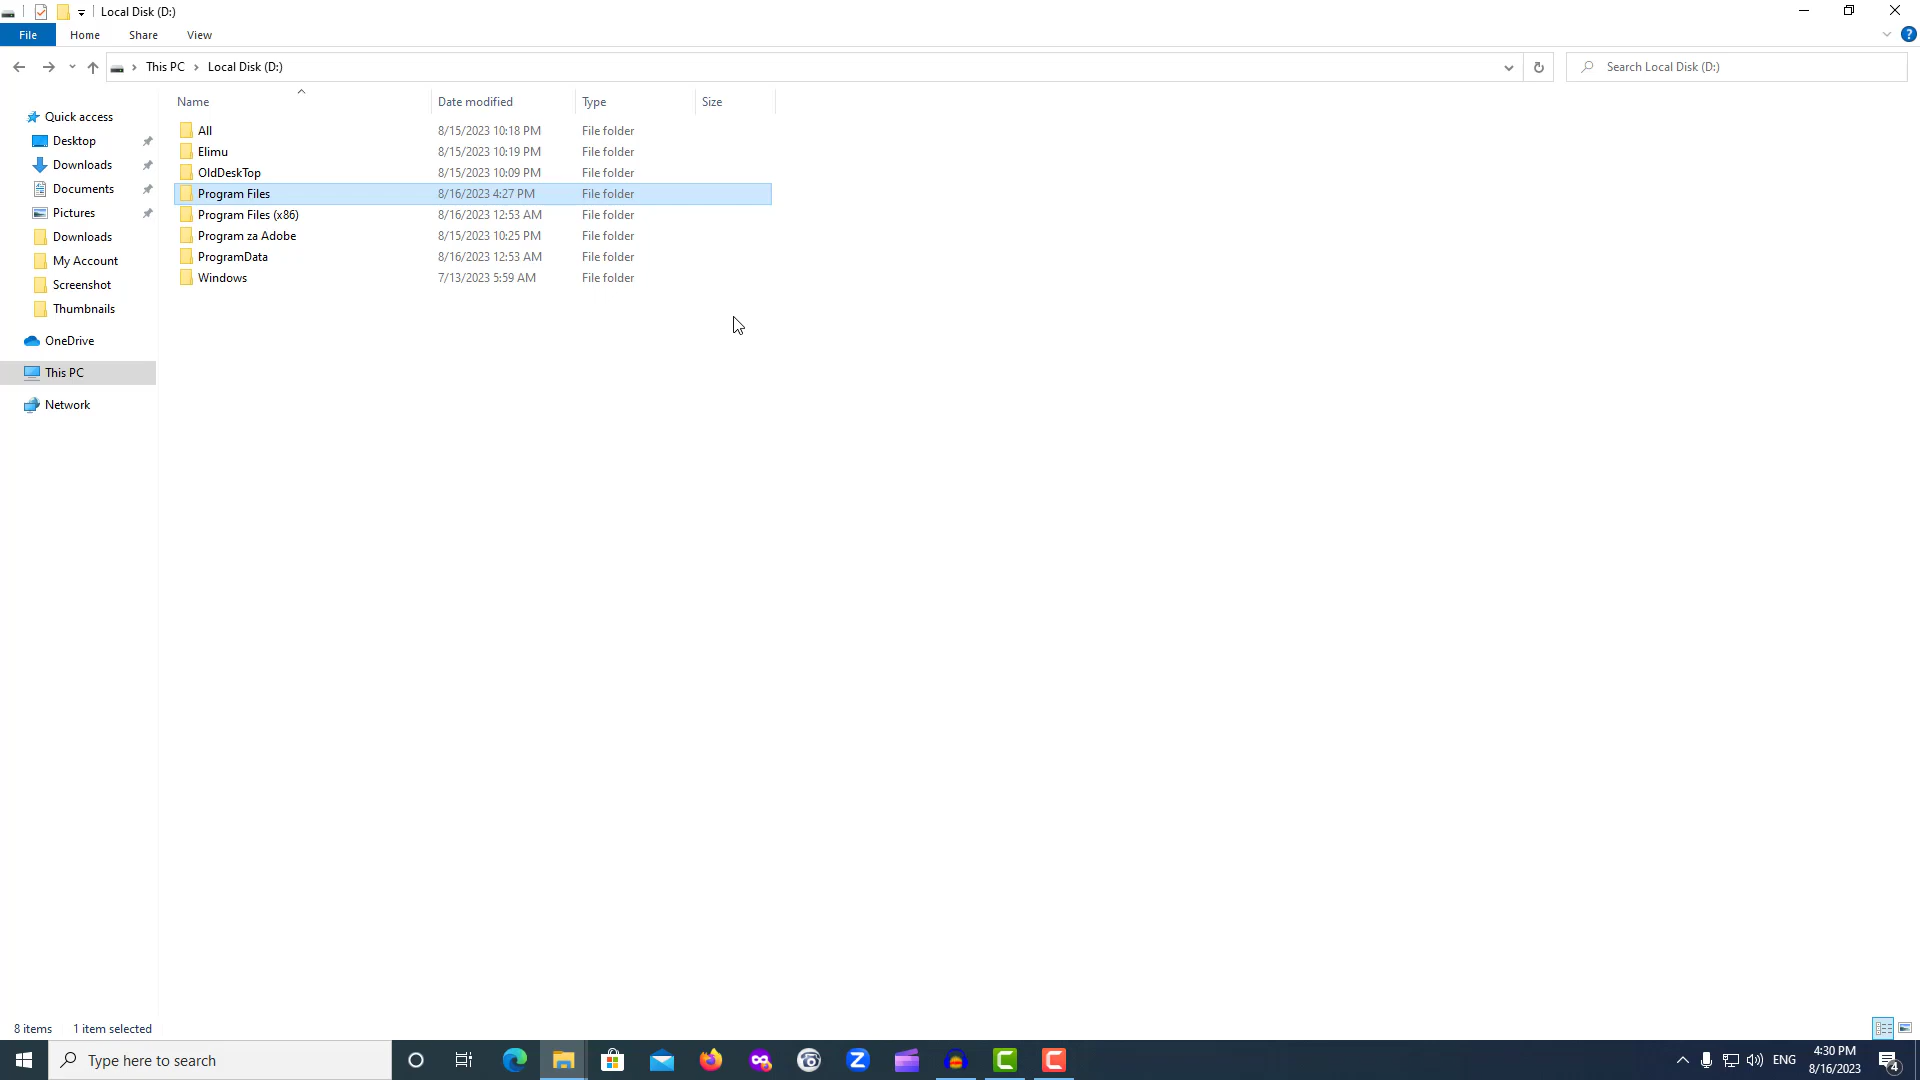 Local Disk (D:)
File Home Share View
This PC Local Disk (D:) Search Local Disk (D:)
Name Date modified Type Size
Quick access
Desktop
Downloads
Documents
Pictures
Downloads
My Account
Screenshot
Thumbnails
OneDrive
This PC
Network
All 8/15/2023 10:18 PM File folder
Elimu 8/15/2023 10:19 PM File folder
OldDeskTop 8/15/2023 10:09 PM File folder
Program Files 8/16/2023 4:27 PM File folder
Program Files (x86) 8/16/2023 12:53 AM File folder
Program za Adobe 8/15/2023 10:25 PM File folder
ProgramData 8/16/2023 12:53 AM File folder
Windows 7/13/2023 5:59 AM File folder
8 items 1 item selected
Type here to search
ENG
4:30 PM
8/16/2023
4